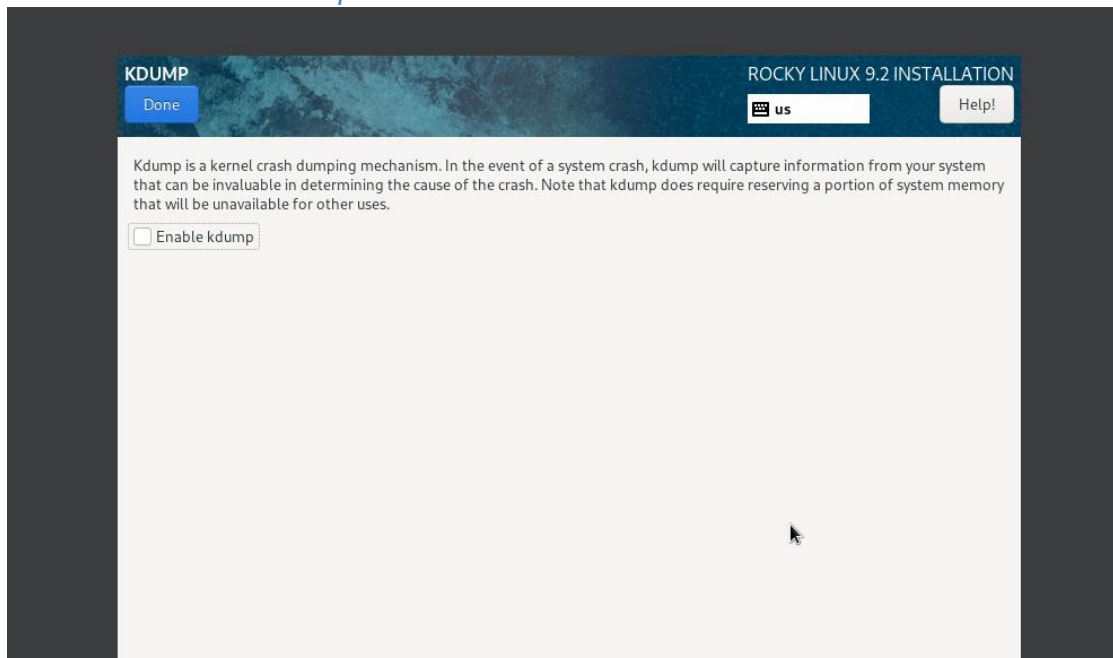 KDUMP
ROCKY LINUX 9.2 INSTALLATION
Done
us
Help!
Kdump is a kernel crash dumping mechanism. In the event of a system crash, kdump will capture information from your system
that can be invaluable in determining the cause of the crash. Note that kdump does require reserving a portion of system memory
that will be unavailable for other uses.
Enable kdump